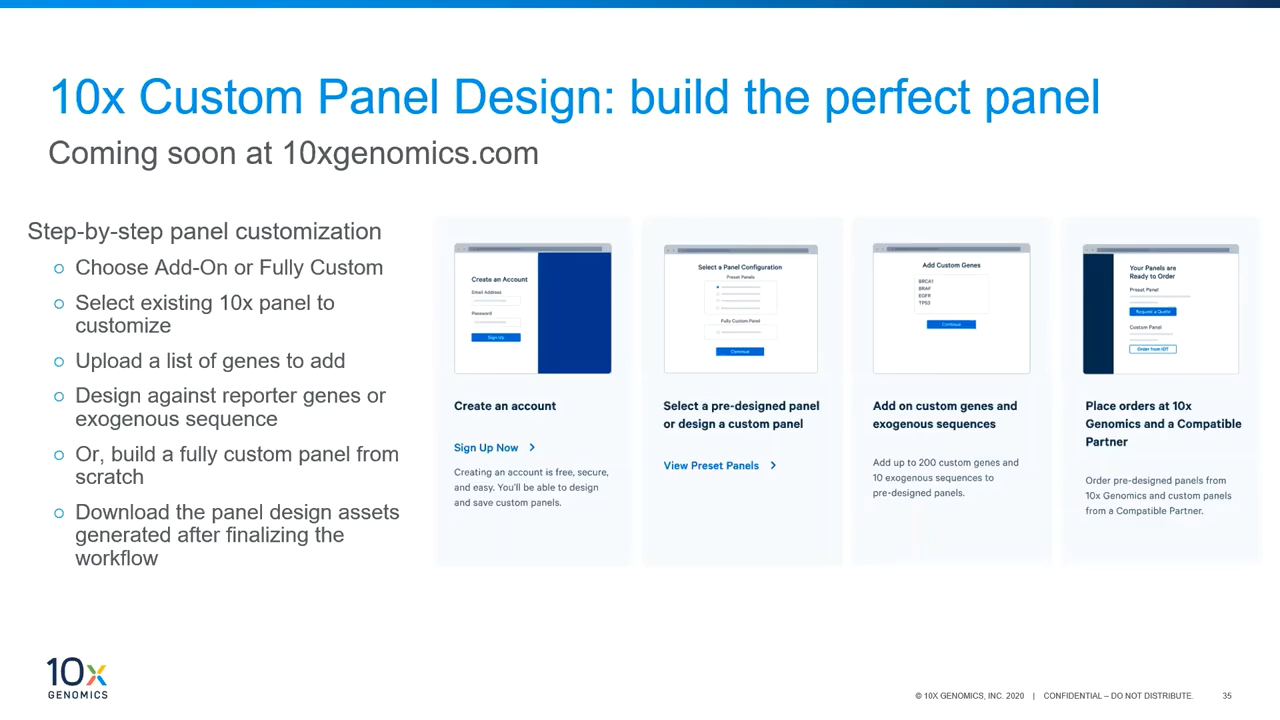 10x Custom Panel Design: build the perfect panel
Coming soon at 10xgenomics.com
Step-by-step panel customization
Choose Add-On or Fully Custom
Select existing 10x panel to
customize
Upload a list of genes to add
Design against reporter genes or
exogenous sequence
Or, build a fully custom panel from
scratch
Download the panel design assets
generated after finalizing the
workflow
Create an Account
Email Address
Password
Sign Up
Create an account
Sign Up Now
Creating an account is free, secure,
and easy. You'll be able to design
and save custom panels.
Select a Panel Configuration
Preset Panels
Fully Custom Panel
Continue
Select a pre-designed panel
or design a custom panel
View Preset Panels
Add Custom Genes
BRCA1
BRAF
EGFR
TP53
Continue
Add on custom genes and
exogenous sequences
Add up to 200 custom genes and
10 exogenous sequences to
pre-designed panels.
Your Panels are
Ready to Order
Preset Panel
Request a Quote
Custom Panel
Order from IDT
Place orders at 10x
Genomics and a Compatible
Partner
Order pre-designed panels from
10x Genomics and custom panels
from a Compatible Partner.
10x
GENOMICS
© 10X GENOMICS, INC. 2020 | CONFIDENTIAL – DO NOT DISTRIBUTE. 35